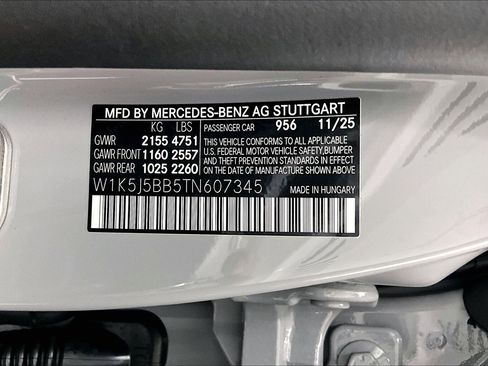 MFD BY MERCEDES-BENZ AG STUTTGART
KG LBS PASSENGER CAR 956 11/25
GVWR 2155 4751 THIS VEHICLE CONFORMS TO ALL APPLICABLE
GAWR FRONT 1160 2557 U.S. FEDERAL MOTOR VEHICLE SAFETY, BUMPER,
GAWR REAR 1025 2260 AND THEFT PREVENTION STANDARDS IN EFFECT
ON THE DATE OF MANUFACTURE SHOWN ABOVE.
W1K5J5BB5TN607345 MADE IN HUNGARY